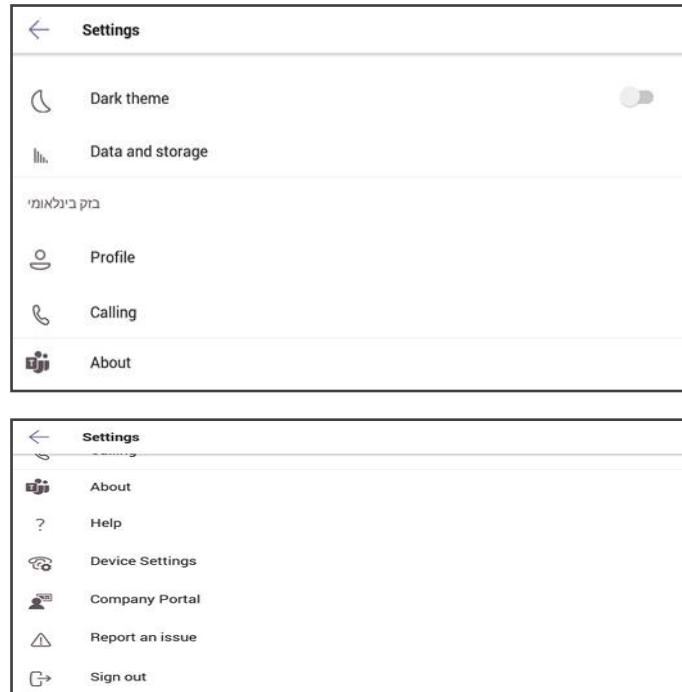 Settings
Dark theme
Data and storage
בזק בינלאומי
Profile
Calling
About
Settings
About
Help
Device Settings
Company Portal
Report an issue
Sign out